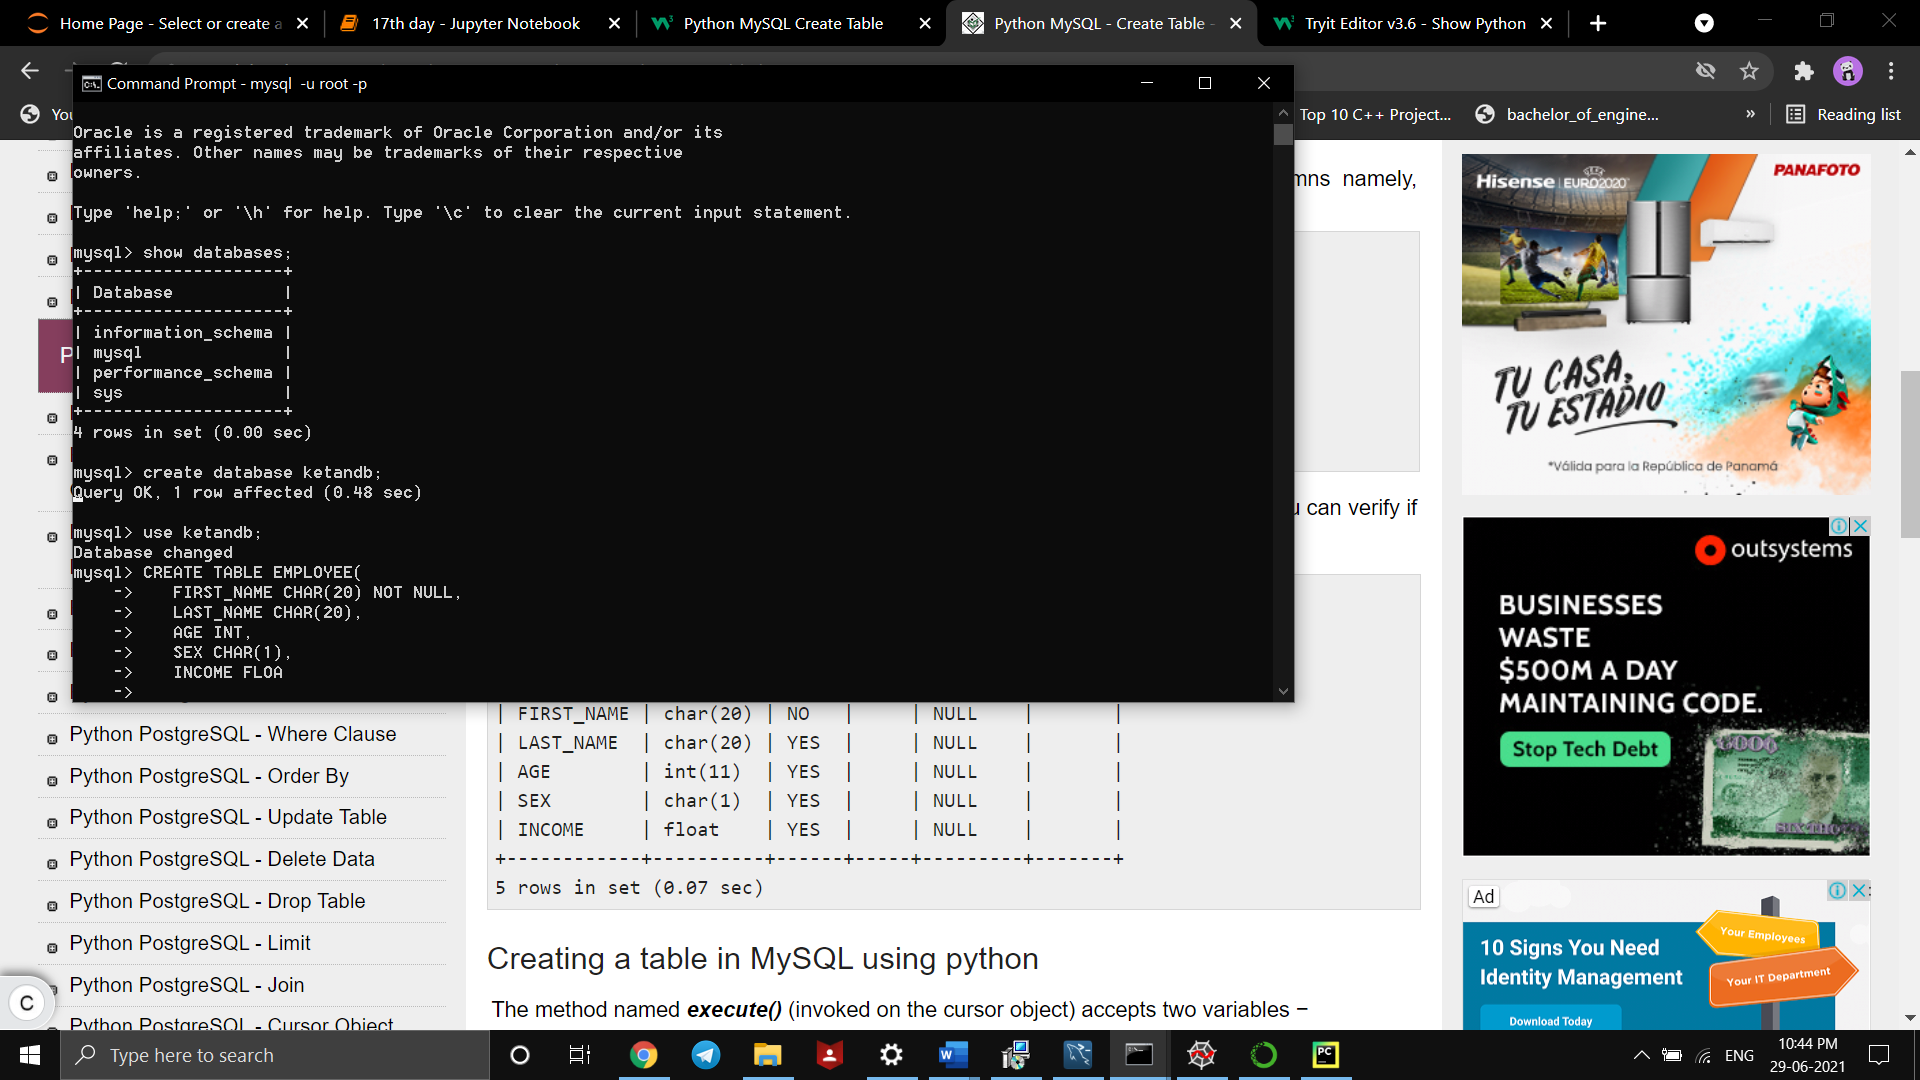 Home Page - Select or create a
17th day - Jupyter Notebook
Python MySQL Create Table
Python MySQL - Create Table -
Tryit Editor v3.6 - Show Python
Command Prompt - mysql  -u root -p
You
Top 10 C++ Project...
bachelor_of_engine...
»
Reading list
Oracle is a registered trademark of Oracle Corporation and/or its
affiliates. Other names may be trademarks of their respective
owners.
Type 'help;' or '\h' for help. Type '\c' to clear the current input statement.
mysql> show databases;
+--------------------+
| Database           |
+--------------------+
| information_schema |
| mysql              |
| performance_schema |
| sys                |
+--------------------+
4 rows in set (0.00 sec)
mysql> create database ketandb;
Query OK, 1 row affected (0.48 sec)
mysql> use ketandb;
Database changed
mysql> CREATE TABLE EMPLOYEE(
    ->    FIRST_NAME CHAR(20) NOT NULL,
    ->    LAST_NAME CHAR(20),
    ->    AGE INT,
    ->    SEX CHAR(1),
    ->    INCOME FLOA
    ->
P
mns namely,
u can verify if
| FIRST_NAME | char(20) | NO   |     | NULL    |       |
| LAST_NAME  | char(20) | YES  |     | NULL    |       |
| AGE        | int(11)  | YES  |     | NULL    |       |
| SEX        | char(1)  | YES  |     | NULL    |       |
| INCOME     | float    | YES  |     | NULL    |       |
+------------+----------+------+-----+---------+-------+
5 rows in set (0.07 sec)
Creating a table in MySQL using python
The method named execute() (invoked on the cursor object) accepts two variables −
Python PostgreSQL - Where Clause
Python PostgreSQL - Order By
Python PostgreSQL - Update Table
Python PostgreSQL - Delete Data
Python PostgreSQL - Drop Table
Python PostgreSQL - Limit
Python PostgreSQL - Join
Python PostgreSQL - Cursor Object
C
Hisense
EURO2020
PANAFOTO
TU CASA,
TU ESTADIO
*Válida para la República de Panamá
outsystems
BUSINESSES
WASTE
$500M A DAY
MAINTAINING CODE.
Stop Tech Debt
Ad
10 Signs You Need
Identity Management
Your Employees
Your IT Department
Download Today
Type here to search
PC
ENG
10:44 PM
29-06-2021